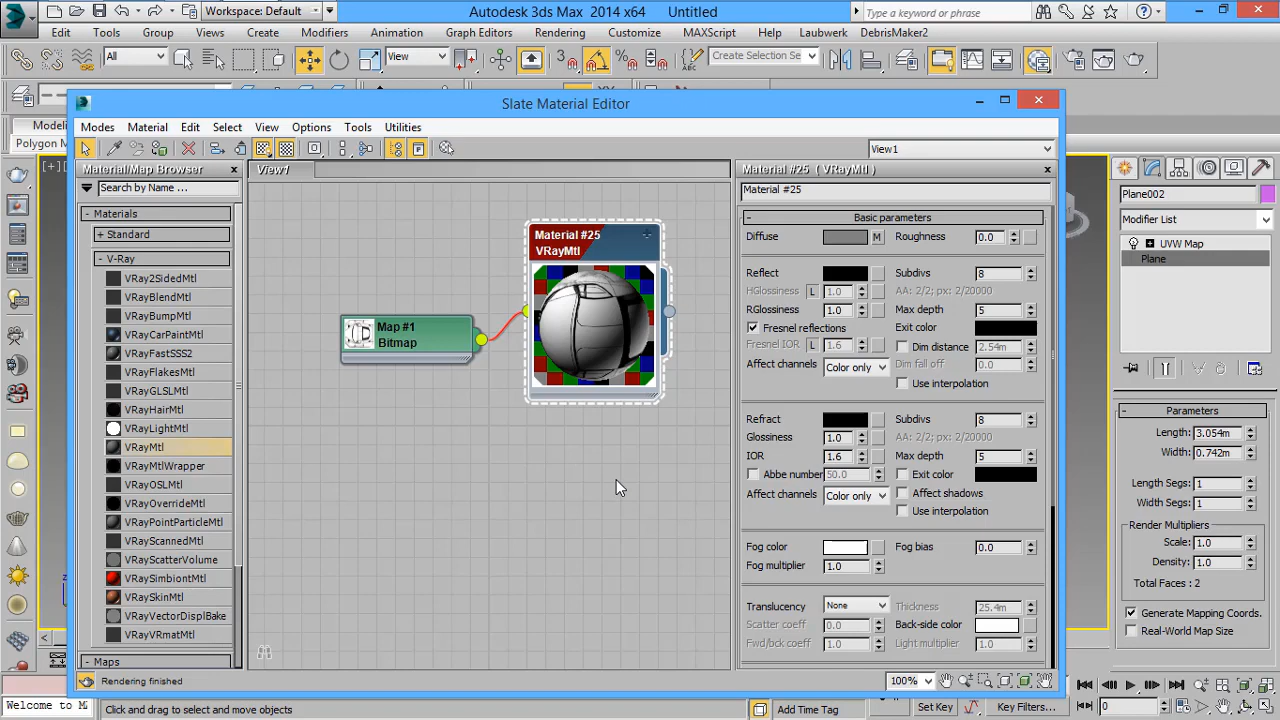 Workspace: Default
Autodesk 3ds Max 2014 x64 Untitled
Type a keyword or phrase
Edit Tools Group Views Create Modifiers Animation Graph Editors Rendering Customize MAXScript Help Laubwerk DebrisMaker2
All
View
Create Selection Se
Slate Material Editor
Modes Material Edit Select View Options Tools Utilities
View1
Modeli
Polygon M
[+]
Material/Map Browser
Search by Name ...
- Materials
+ Standard
- V-Ray
VRay2SidedMtl
VRayBlendMtl
VRayBumpMtl
VRayCarPaintMtl
VRayFastSSS2
VRayFlakesMtl
VRayGLSLMtl
VRayHairMtl
VRayLightMtl
VRayMtl
VRayMtlWrapper
VRayOSLMtl
VRayOverrideMtl
VRayPointParticleMtl
VRayScannedMtl
VRayScatterVolume
VRaySimbiontMtl
VRaySkinMtl
VRayVectorDisplBake
VRayVRmatMtl
+ Maps
View1
Material #25
VRayMtl
Map #1
Bitmap
Material #25 ( VRayMtl )
Material #25
- Basic parameters
Diffuse M Roughness 0.0
Reflect Subdivs 8
HGlossiness L 1.0 AA: 2/2; px: 2/20000
RGlossiness 1.0 Max depth 5
Fresnel reflections Exit color
Fresnel IOR L 1.6 Dim distance 2.54m
Affect channels Color only Dim fall off 0.0
Use interpolation
Refract Subdivs 8
Glossiness 1.0 AA: 2/2; px: 2/20000
IOR 1.6 Max depth 5
Abbe number 50.0 Exit color
Affect channels Color only Affect shadows
Use interpolation
Fog color Fog bias 0.0
Fog multiplier 1.0
Translucency None Thickness 25.4m
Scatter coeff 0.0 Back-side color
Fwd/bck coeff 1.0 Light multiplier 1.0
Rendering finished
100%
Plane002
Modifier List
UVW Map
Plane
- Parameters
Length: 3.054m
Width: 0.742m
Length Segs: 1
Width Segs: 1
Render Multipliers
Scale: 1.0
Density: 1.0
Total Faces : 2
Generate Mapping Coords.
Real-World Map Size
Welcome to M
Click and drag to select and move objects
Add Time Tag
Set Key
Key Filters...
0